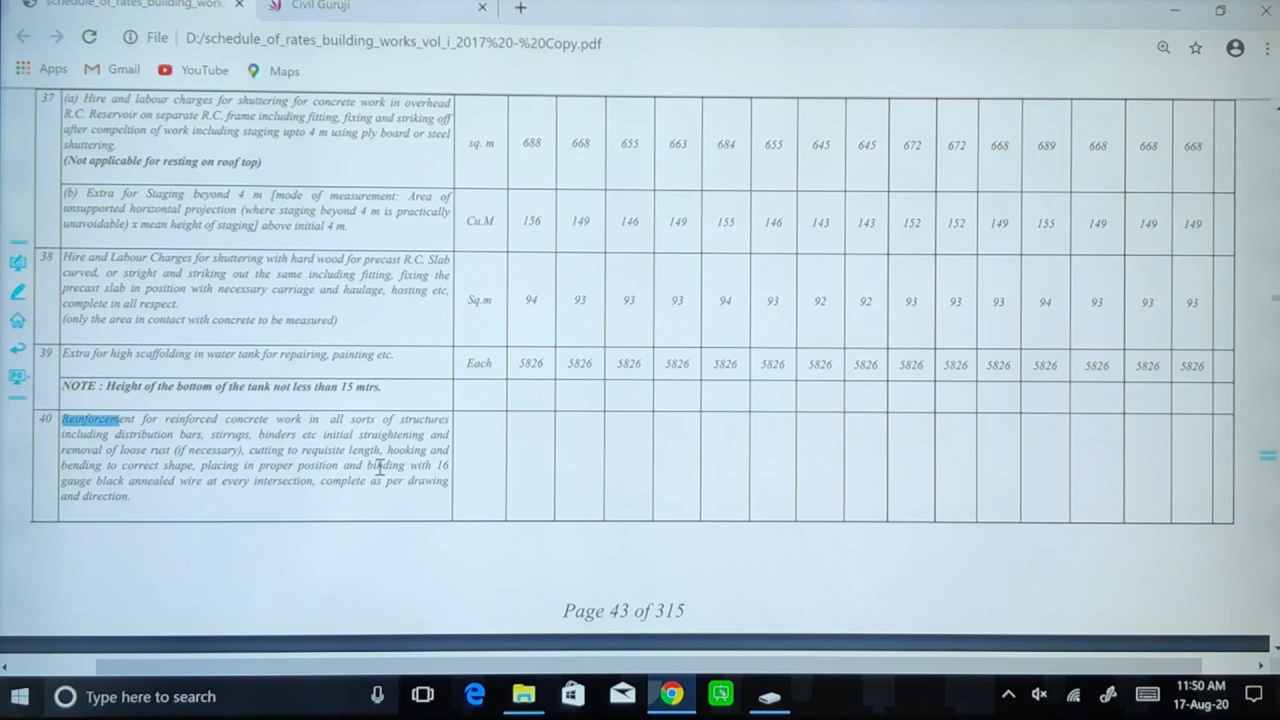 schedule_of_rates_building_work
Civil Guruji
File | D:/schedule_of_rates_building_works_vol_i_2017%20-%20Copy.pdf
Apps Gmail YouTube Maps
37 (a) Hire and labour charges for shuttering for concrete work in overhead
R.C. Reservoir on separate R.C. frame including fitting, fixing and striking off
after compeltion of work including staging upto 4 m using ply board or steel
shuttering.
(Not applicable for resting on roof top)
sq. m 688 668 655 663 684 655 645 645 672 672 668 689 668 668 668
(b) Extra for Staging beyond 4 m [mode of measurement: Area of
unsupported horizontal projection (where staging beyond 4 m is practically
unavoidable) x mean height of staging] above initial 4 m.
Cu.M 156 149 146 149 155 146 143 143 152 152 149 155 149 149 149
38 Hire and Labour Charges for shuttering with hard wood for precast R.C. Slab
curved, or stright and striking out the same including fitting, fixing the
precast slab in position with necessary carriage and haulage, hosting etc,
complete in all respect.
(only the area in contact with concrete to be measured)
Sq.m 94 93 93 93 94 93 92 92 93 93 93 94 93 93 93
39 Extra for high scaffolding in water tank for repairing, painting etc.
Each 5826 5826 5826 5826 5826 5826 5826 5826 5826 5826 5826 5826 5826 5826 5826
NOTE : Height of the bottom of the tank not less than 15 mtrs.
40 Reinforcement for reinforced concrete work in all sorts of structures
including distribution bars, stirrups, binders etc initial straightening and
removal of loose rust (if necessary), cutting to requisite length, hooking and
bending to correct shape, placing in proper position and binding with 16
gauge black annealed wire at every intersection, complete as per drawing
and direction.
Page 43 of 315
Type here to search
11:50 AM
17-Aug-20